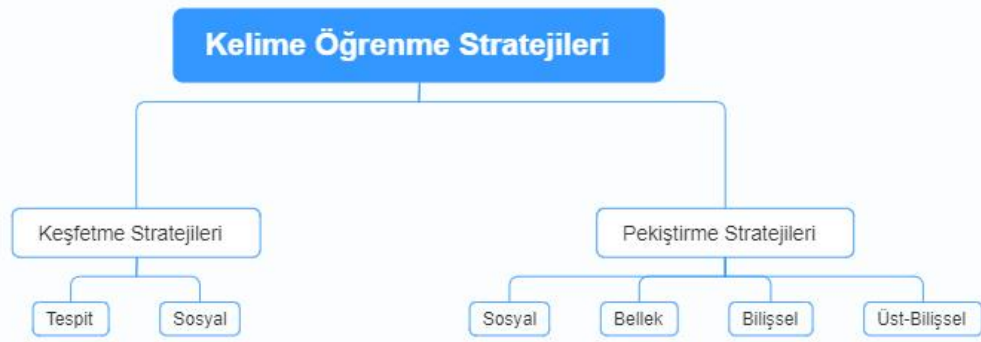 Kelime Öğrenme Stratejileri
Keşfetme Stratejileri
Pekiştirme Stratejileri
Tespit
Sosyal
Sosyal
Bellek
Bilişsel
Üst-Bilişsel